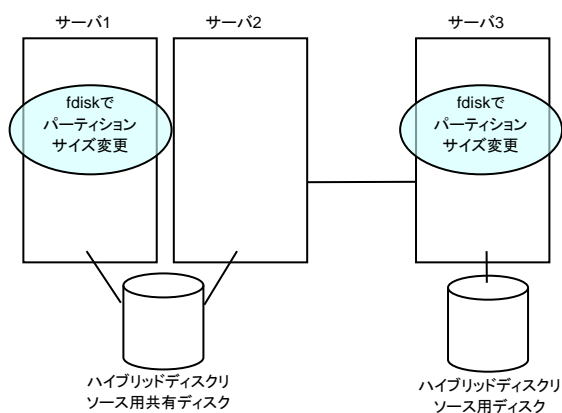 サーバ1
サーバ2
サーバ3
fdiskで
パーティション
サイズ変更
fdiskで
パーティション
サイズ変更
ハイブリッドディスクリ
ソース用共有ディスク
ハイブリッドディスクリ
ソース用ディスク